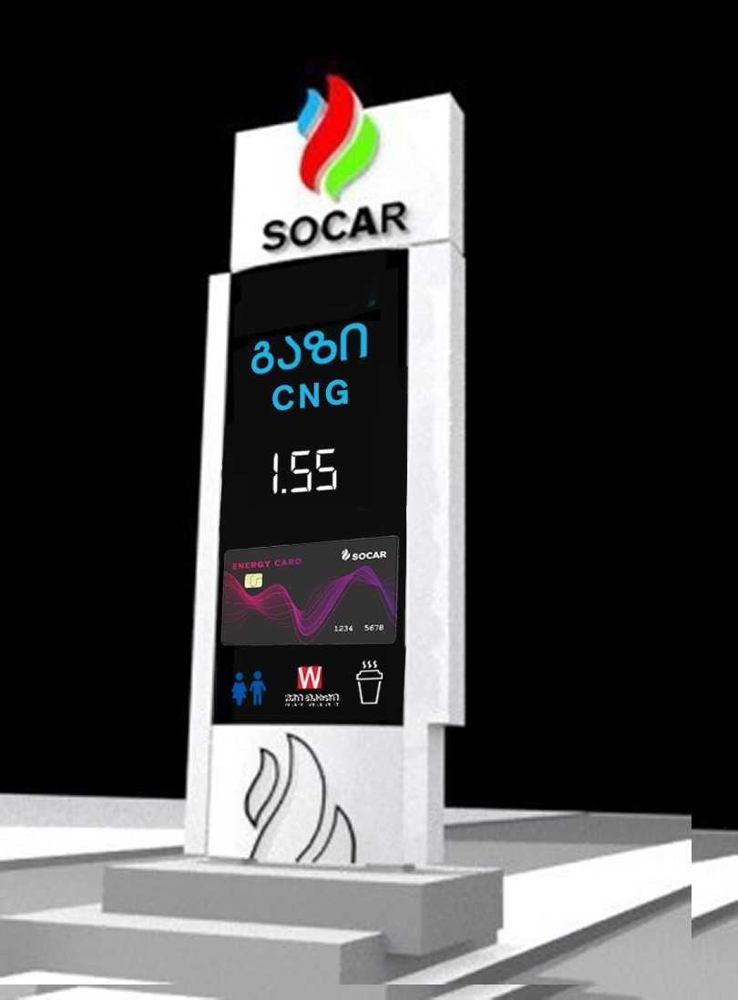 SOCAR
გაზი
CNG
1.55
ENERGY CARD
SOCAR
1234 5678
W